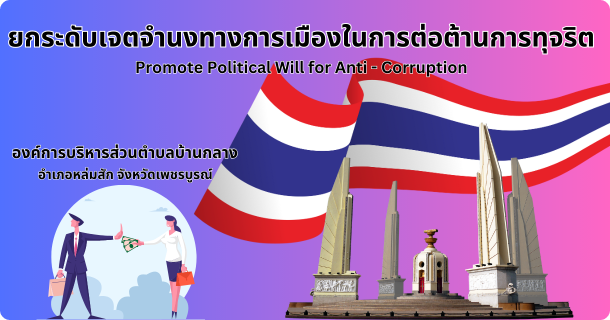 ยกระดับเจตจำนงทางการเมืองในการต่อต้านการทุจริต
Promote Political Will for Anti - Corruption
องค์การบริหารส่วนตำบลบ้านกลาง
อำเภอหล่มสัก จังหวัดเพชรบูรณ์